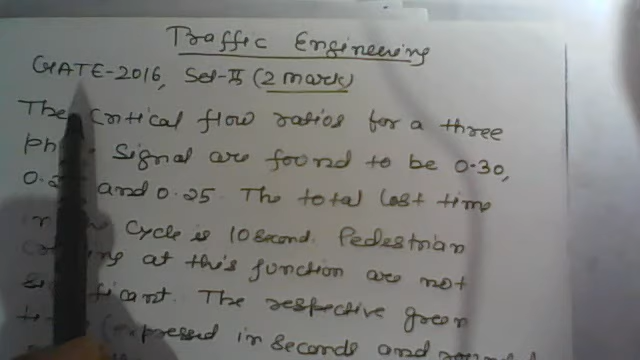 Traffic Engineering
GATE-2016, Set-II (2 mark)
The critical flow ratios for a three
signal are found to be 0.30,
and 0.25. The total lost time
cycle is 10 second. Pedestrian
at this function are not
The respective green
expressed in seconds and